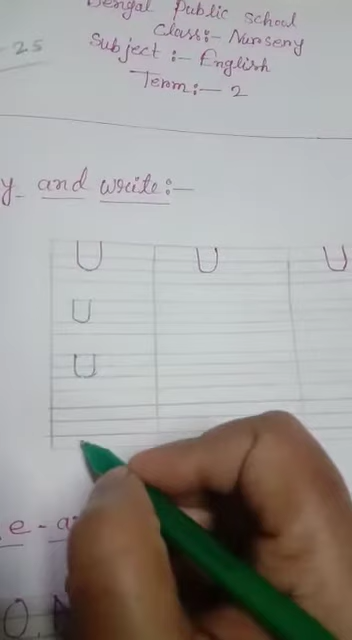 Bengal Public school
Class:- Nursery
- 25
Subject :- English
Term:- 2
y and write:-
U U U
U
U
e - a
O.